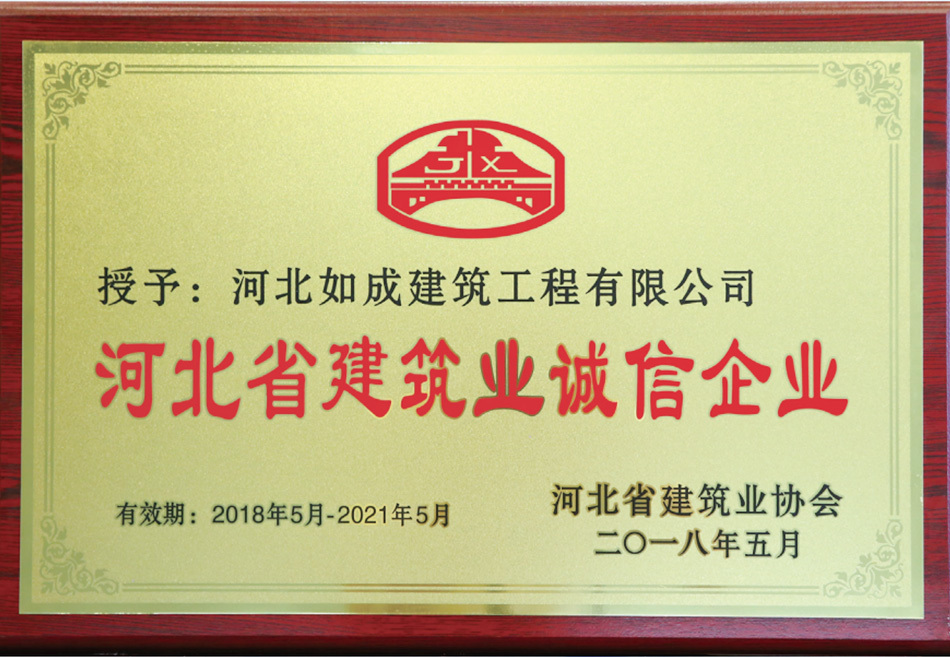 JX
授予：河北如成建筑工程有限公司
河北省建筑业诚信企业
有效期：2018年5月-2021年5月
河北省建筑业协会
二〇一八年五月